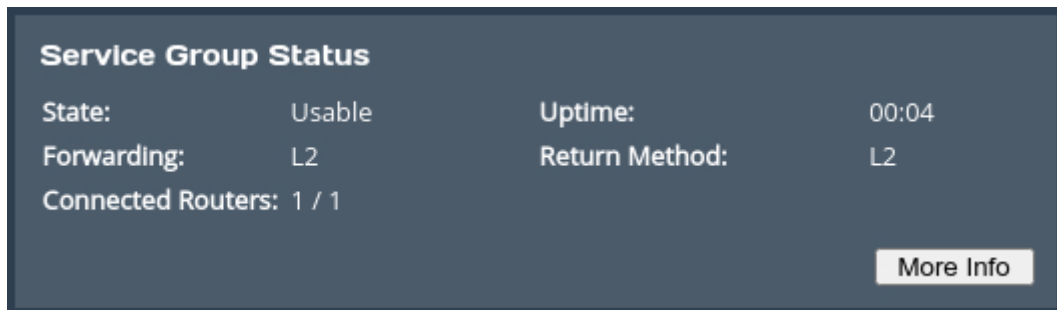 Service Group Status
State: Usable Uptime: 00:04
Forwarding: L2 Return Method: L2
Connected Routers: 1 / 1
More Info